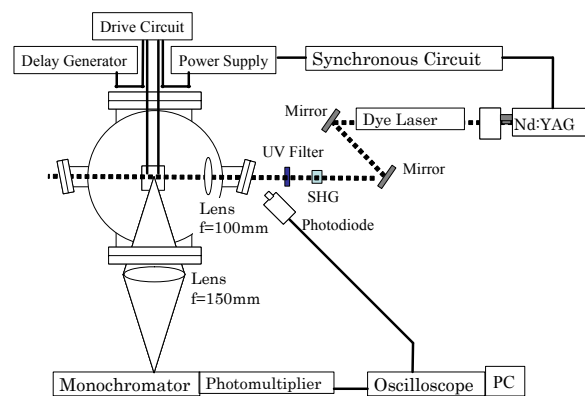 Drive Circuit
Delay Generator
Power Supply
Synchronous Circuit
Mirror
Dye Laser
Nd:YAG
UV Filter
Mirror
SHG
Lens
f=100mm
Photodiode
Lens
f=150mm
Monochromator
Photomultiplier
Oscilloscope
PC